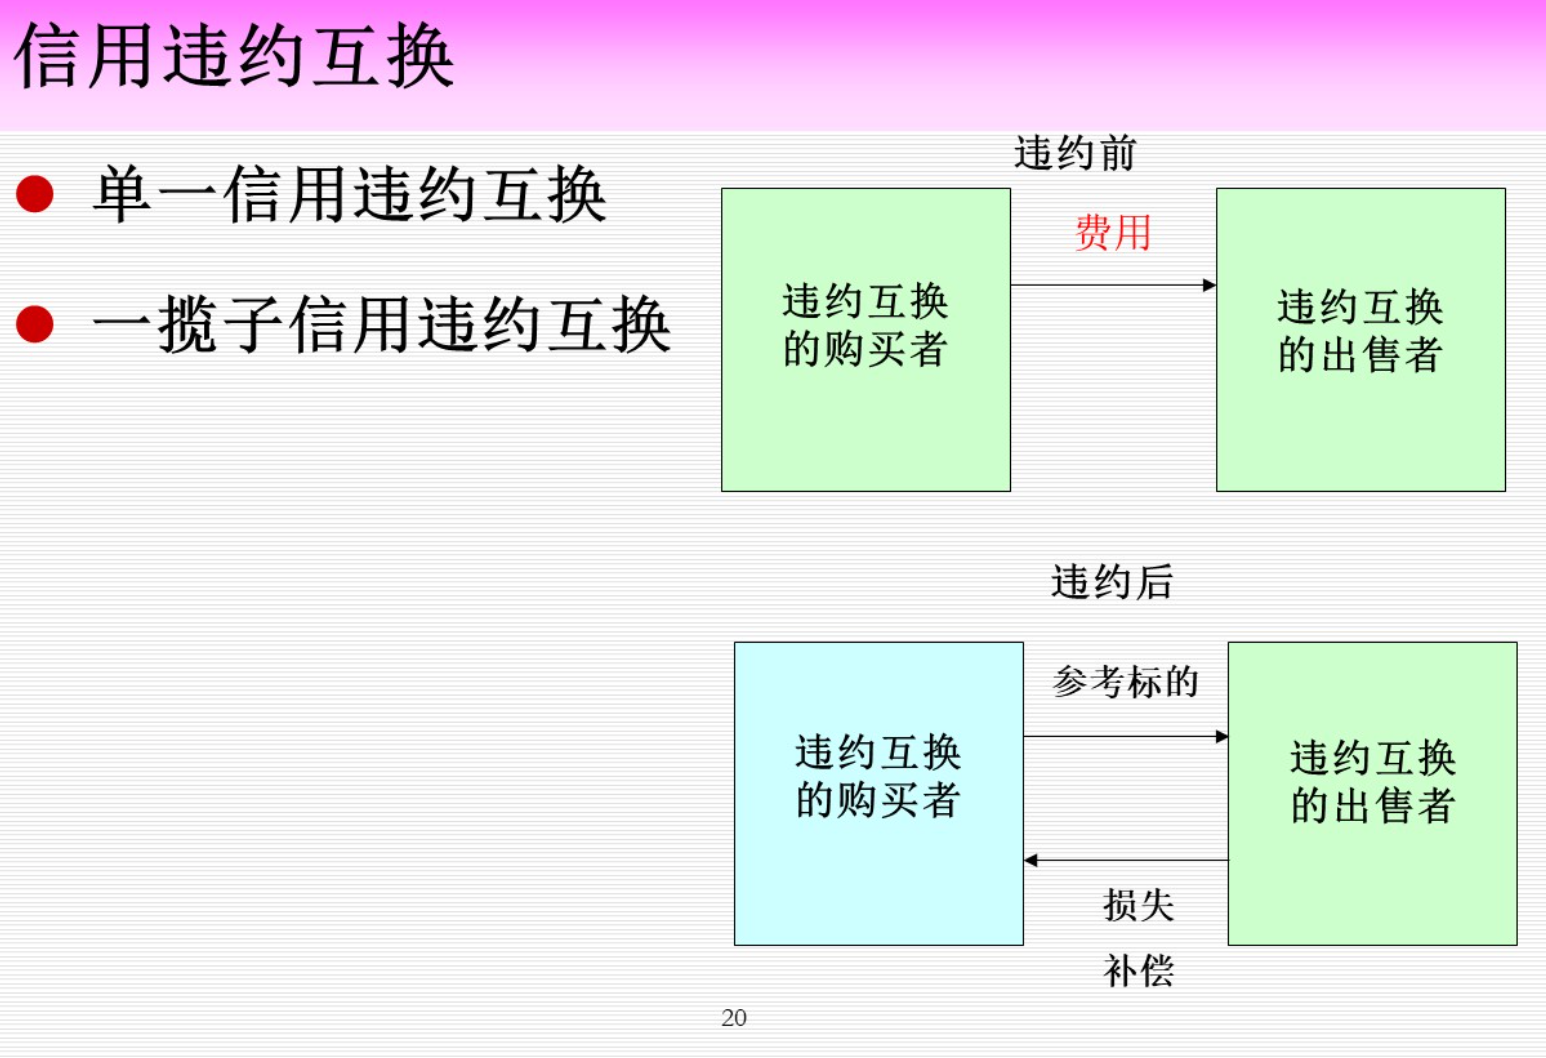 信用违约互换
单一信用违约互换
一揽子信用违约互换
违约前
费用
违约互换
的购买者
违约互换
的出售者
违约后
参考标的
违约互换
的购买者
违约互换
的出售者
损失
补偿
20